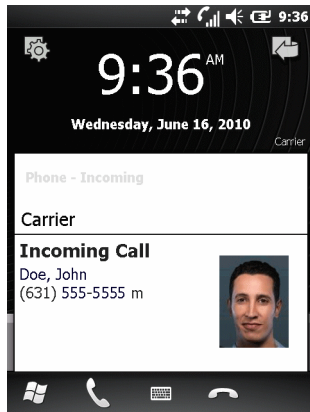 9:36
9:36 AM
Wednesday, June 16, 2010
Carrier
Phone - Incoming
Carrier
Incoming Call
Doe, John
(631) 555-5555 m